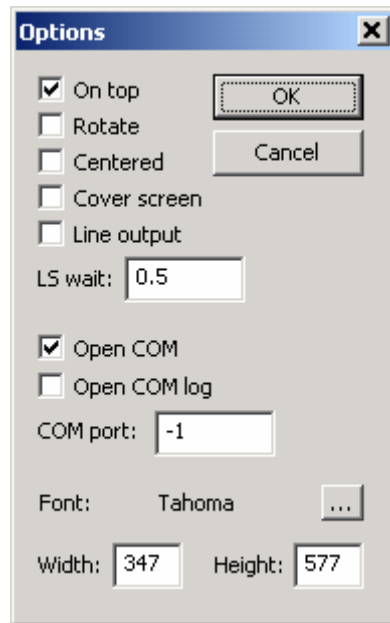 Options
On top
OK
Rotate
Centered
Cancel
Cover screen
Line output
LS wait: 0.5
Open COM
Open COM log
COM port: -1
Font: Tahoma ...
Width: 347 Height: 577